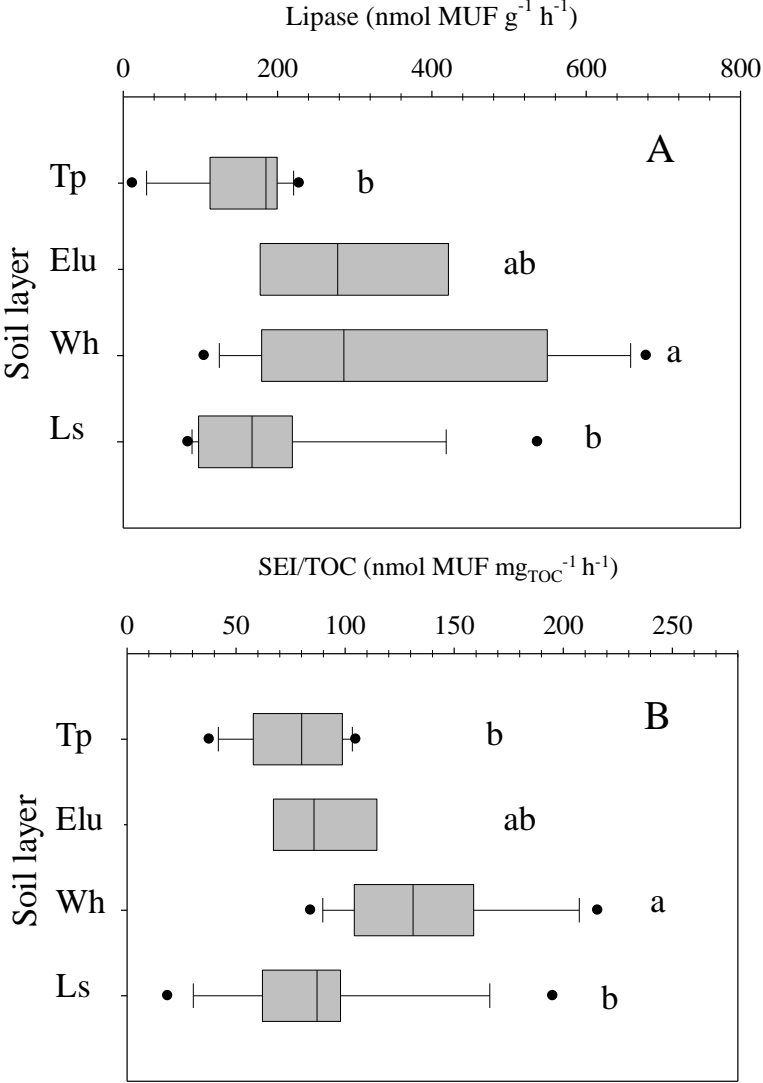 Lipase (nmol MUF g⁻¹ h⁻¹)
0 200 400 600 800
A
Tp b
Elu ab
Wh a
Ls b
Soil layer
SEI/TOC (nmol MUF mg_TOC⁻¹ h⁻¹)
0 50 100 150 200 250
B
Tp b
Elu ab
Wh a
Ls b
Soil layer